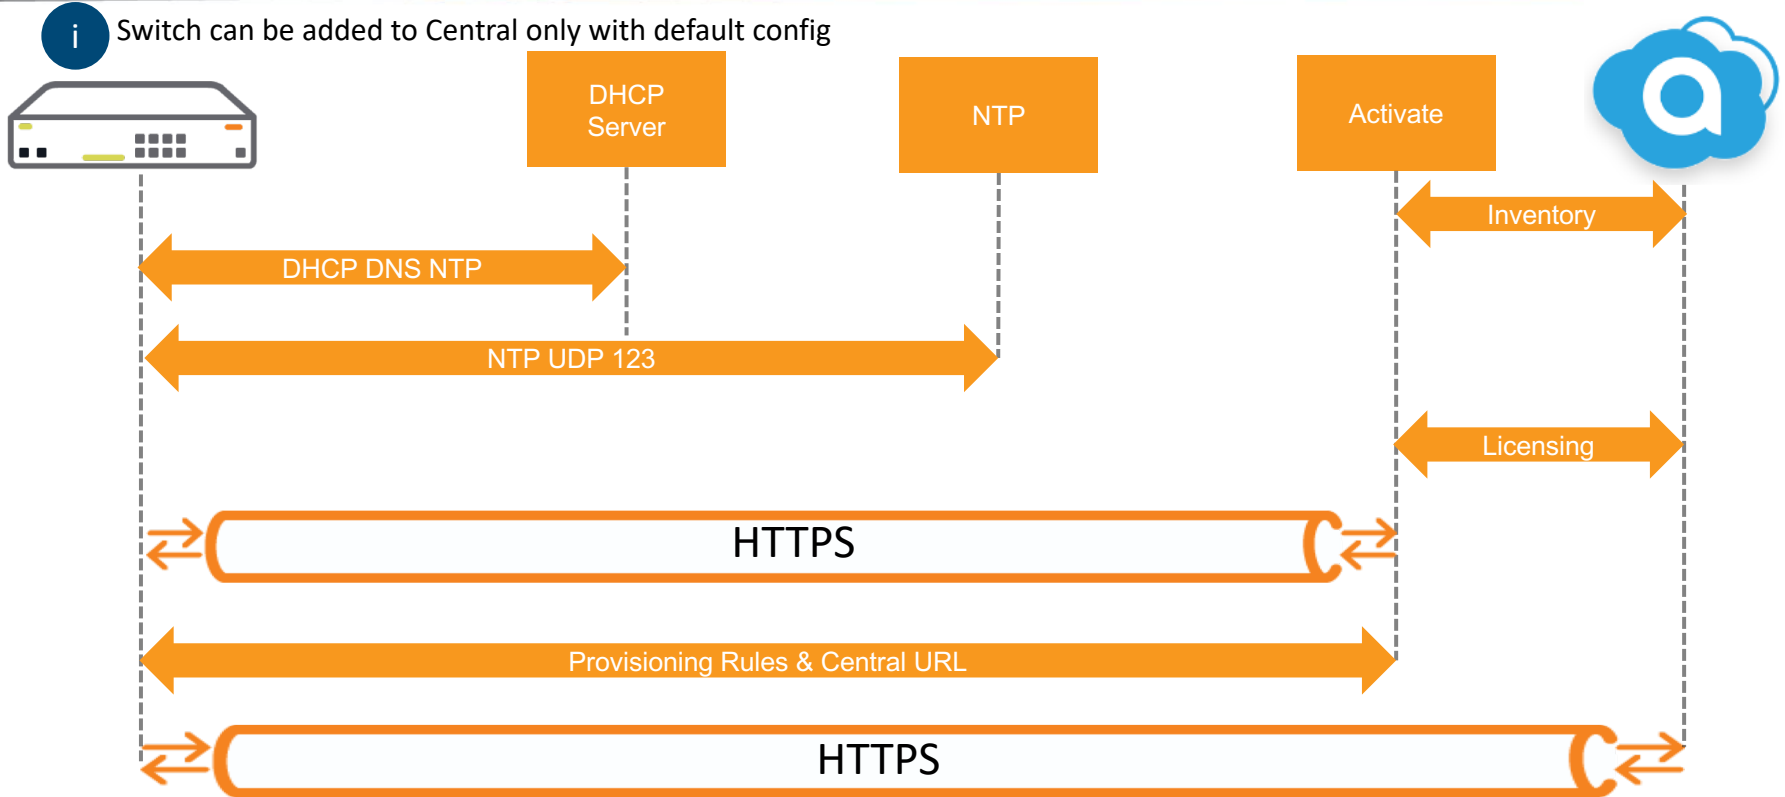 i
Switch can be added to Central only with default config
DHCP
Server
NTP
Activate
a
Inventory
DHCP DNS NTP
NTP UDP 123
Licensing
HTTPS
Provisioning Rules & Central URL
HTTPS